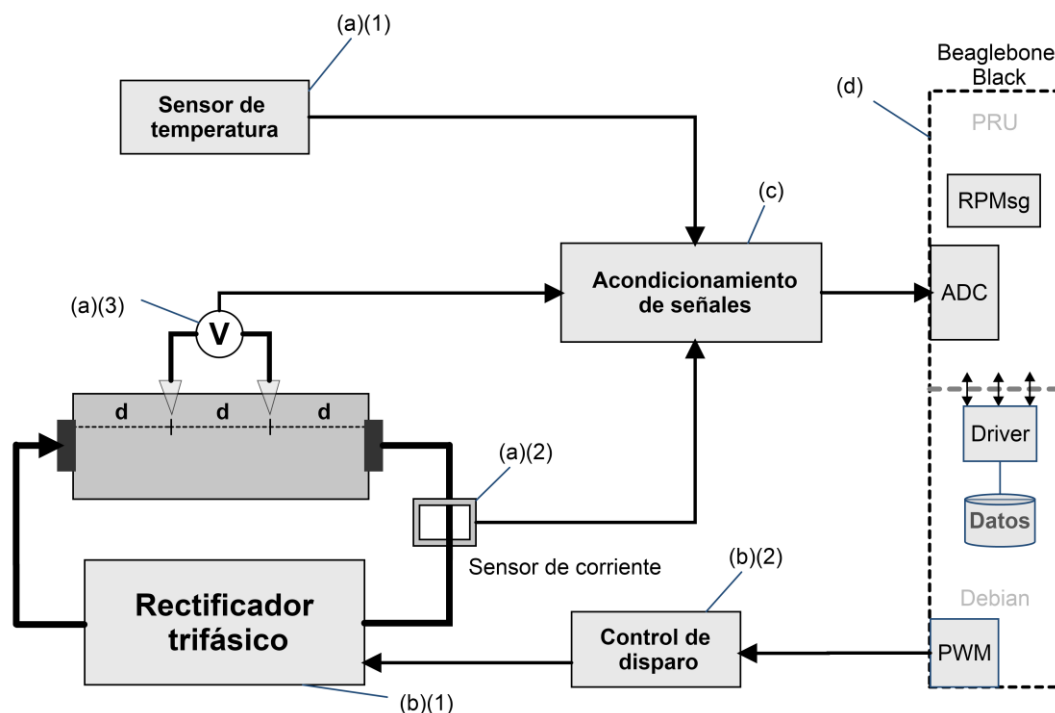 (a)(1)
Beaglebone
Black
Sensor de
temperatura
(d)
PRU
RPMsg
(c)
Acondicionamiento
de señales
ADC
(a)(3)
V
d
d
d
(a)(2)
Driver
Datos
Sensor de corriente
(b)(2)
Rectificador
trifásico
Control de
disparo
Debian
PWM
(b)(1)